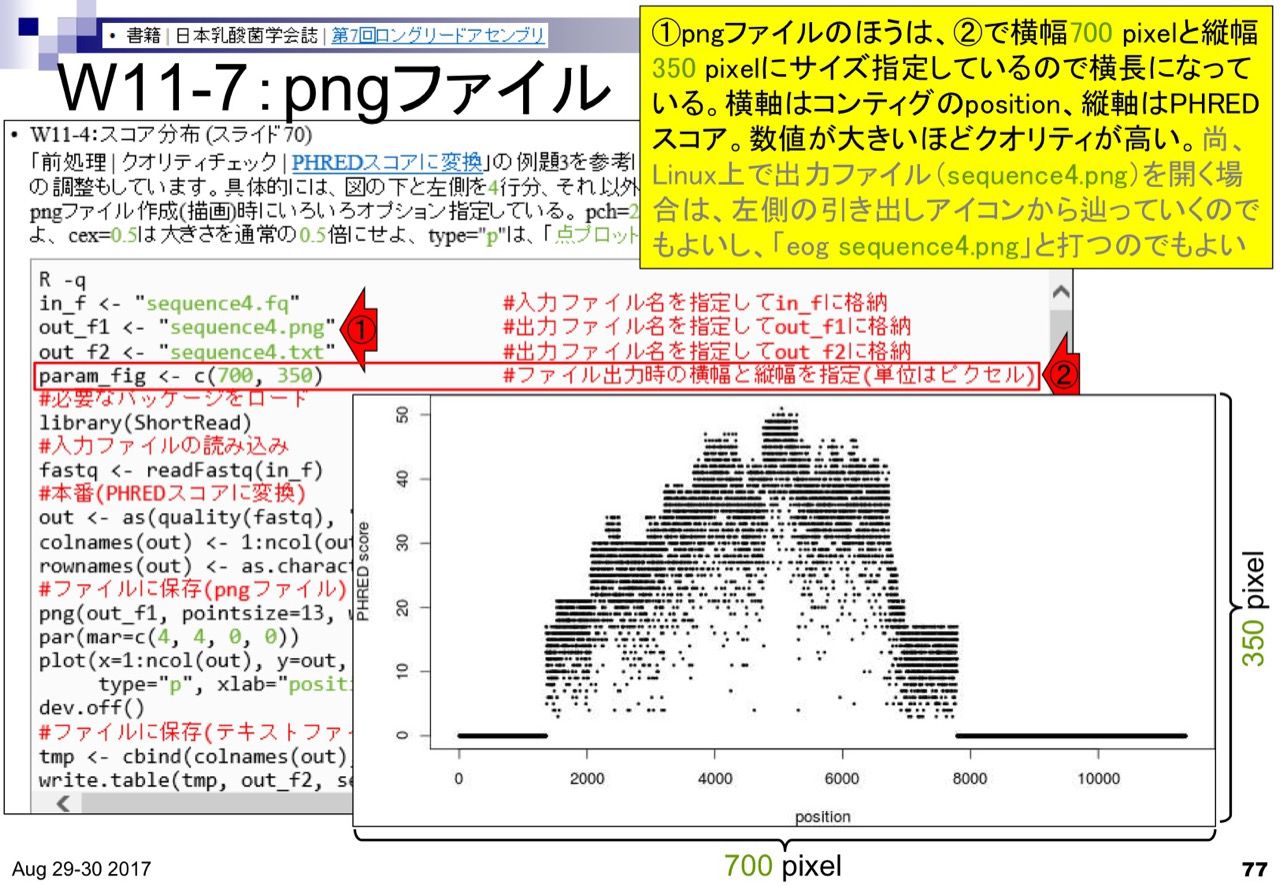 • 書籍 | 日本乳酸菌学会誌 | 第7回ロングリードアセンブリ
W11-7：pngファイル
①pngファイルのほうは、②で横幅700 pixelと縦幅
350 pixelにサイズ指定しているので横長になって
いる。横軸はコンティグのposition、縦軸はPHRED
スコア。数値が大きいほどクオリティが高い。尚、
Linux上で出力ファイル（sequence4.png）を開く場
合は、左側の引き出しアイコンから辿っていくので
もよいし、「eog sequence4.png」と打つのでもよい
• W11-4：スコア分布 (スライド70)
「前処理 | クオリティチェック | PHREDスコアに変換」の例題3を参考
の調整もしています。具体的には、図の下と左側を4行分、それ以外
pngファイル作成(描画)時にいろいろオプション指定している。pch=2
よ、cex=0.5は大きさを通常の0.5倍にせよ、type="p"は、「点プロット
R -q
in_f <- "sequence4.fq" #入力ファイル名を指定してin_fに格納
out_f1 <- "sequence4.png" #出力ファイル名を指定してout_f1に格納
①
out_f2 <- "sequence4.txt" #出力ファイル名を指定してout_f2に格納
param_fig <- c(700, 350) #ファイル出力時の横幅と縦幅を指定(単位はピクセル)
②
#必要なパッケージをロード
library(ShortRead)
#入力ファイルの読み込み
fastq <- readFastq(in_f)
#本番(PHREDスコアに変換)
out <- as(quality(fastq),
colnames(out) <- 1:ncol(out
rownames(out) <- as.charac
#ファイルに保存(pngファイル)
png(out_f1, pointsize=13,
par(mar=c(4, 4, 0, 0))
plot(x=1:ncol(out), y=out,
type="p", xlab="positi
dev.off()
#ファイルに保存(テキストファ
tmp <- cbind(colnames(out)
write.table(tmp, out_f2, se
PHRED score
50
40
30
20
10
0
0 2000 4000 6000 8000 10000
position
350 pixel
700 pixel
Aug 29-30 2017
77